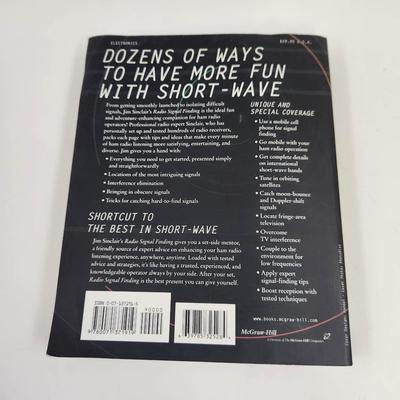 ELECTRONICS
DOZENS OF WAYS
TO HAVE MORE FUN
WITH SHORT-WAVE
From getting smoothly launched to isolating difficult
signals, Jim Sinclair's Radio Signal Finding is the ideal fun
and adventure-enhancing companion for ham radio
operators! Professional radio expert Sinclair, who has
personally set up and tested hundreds of radio receivers,
packs each page with tips and ideas that make every minute
of ham radio listening more satisfying, entertaining, and
diverse. Jim gives you a hand with:
• Everything you need to get started, presented simply
and straightforwardly
• Locations of the most intriguing signals
• Interference elimination
• Bringing in obscure signals
• Tricks for catching hard-to-find signals
SHORTCUT TO
THE BEST IN SHORT-WAVE
Jim Sinclair's Radio Signal Finding gives you a set-side mentor,
a friendly source of expert advice on enhancing your ham radio
listening experience, anywhere, anytime. Loaded with tested
advice and strategies, it's like having a trusted, experienced, and
knowledgeable operator always by your side. After your set,
Radio Signal Finding is the best present you can give yourself.
UNIQUE AND
SPECIAL COVERAGE
• Use a mobile cell
phone for signal
finding
• Go mobile with your
ham radio operation
• Get complete details
on international
short-wave bands
• Tune in orbiting
satellites
• Catch moon-bounce
and Doppler-shift
signals
• Locate fringe-area
television
• Overcome
TV interference
• Couple to the
environment for
low frequencies
• Apply expert
signal-finding tips
• Boost reception with
tested techniques
90000
www.books.mcgraw-hill.com
McGraw-Hill
A Division of The McGraw-Hill Companies